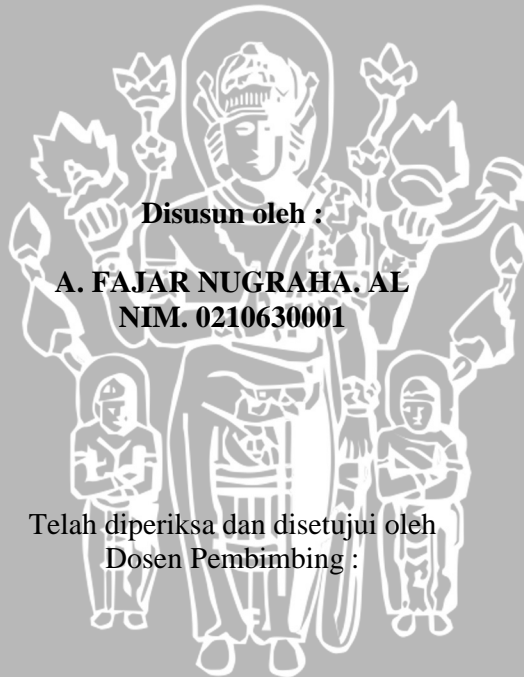 Disusun oleh :
A. FAJAR NUGRAHA. AL
NIM. 0210630001
Telah diperiksa dan disetujui oleh
Dosen Pembimbing :